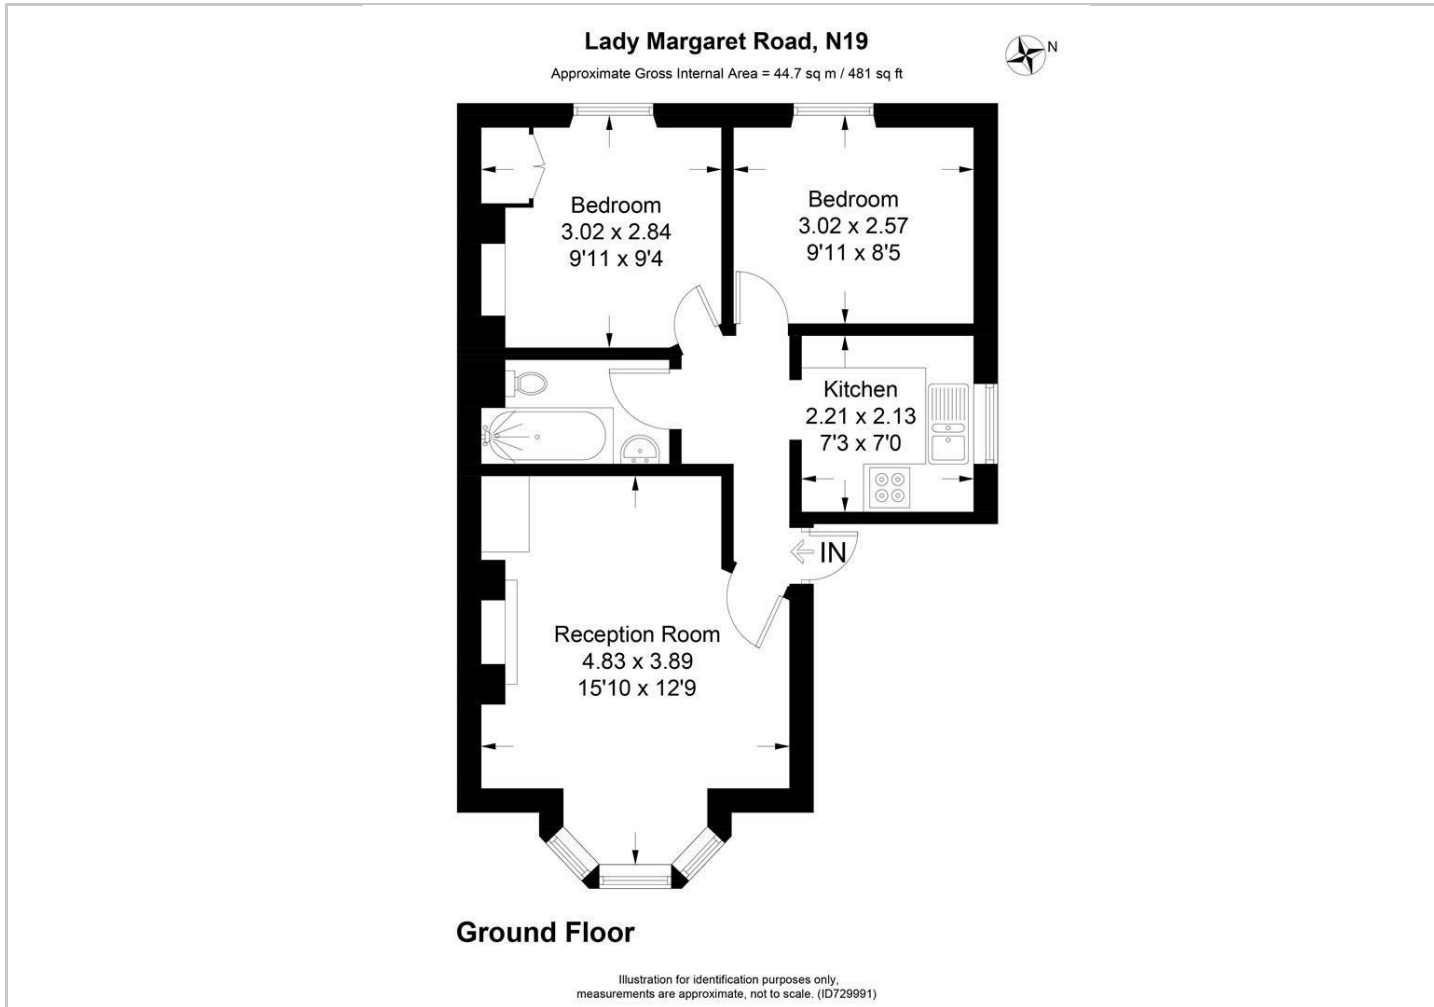 Lady Margaret Road, N19
N
Approximate Gross Internal Area = 44.7 sq m / 481 sq ft
Bedroom
3.02 x 2.84
9'11 x 9'4
Bedroom
3.02 x 2.57
9'11 x 8'5
Kitchen
2.21 x 2.13
7'3 x 7'0
IN
Reception Room
4.83 x 3.89
15'10 x 12'9
Ground Floor
Illustration for identification purposes only,
measurements are approximate, not to scale. (ID729991)